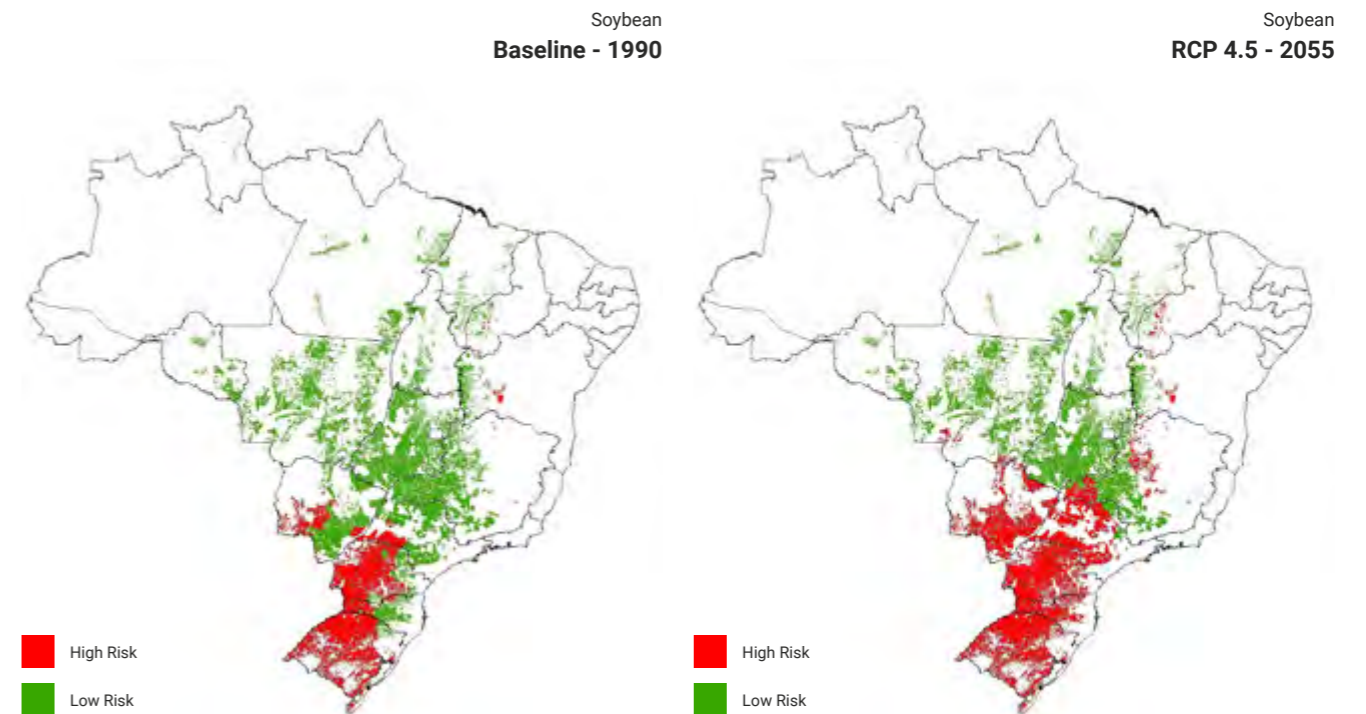 Soybean
Baseline - 1990
High Risk
Low Risk
Soybean
RCP 4.5 - 2055
High Risk
Low Risk